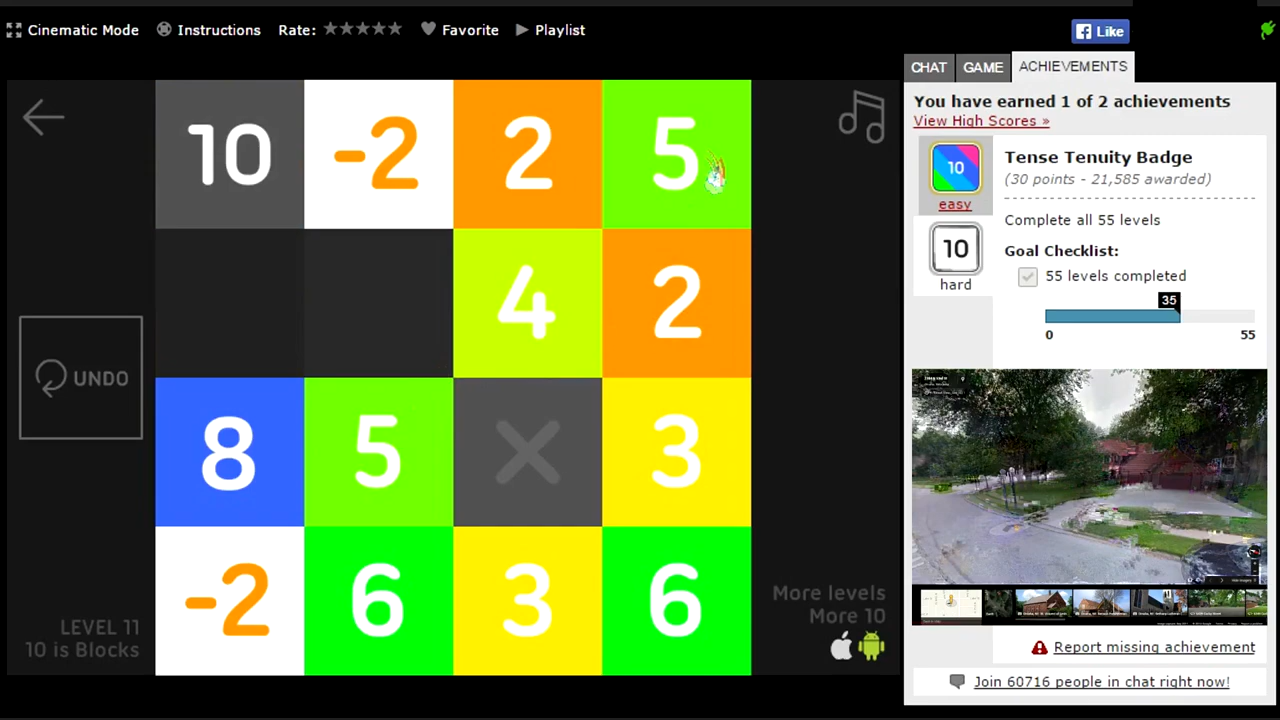 Cinematic Mode Instructions Rate: Favorite Playlist
Like
CHAT GAME ACHIEVEMENTS
You have earned 1 of 2 achievements
View High Scores »
10
easy
Tense Tenuity Badge
(30 points - 21,585 awarded)
Complete all 55 levels
10
hard
Goal Checklist:
55 levels completed
35
0 55
Report missing achievement
Join 60716 people in chat right now!
10 -2 2 5
4 2
8 5 × 3
-2 6 3 6
UNDO
LEVEL 11
10 is Blocks
More levels
More 10